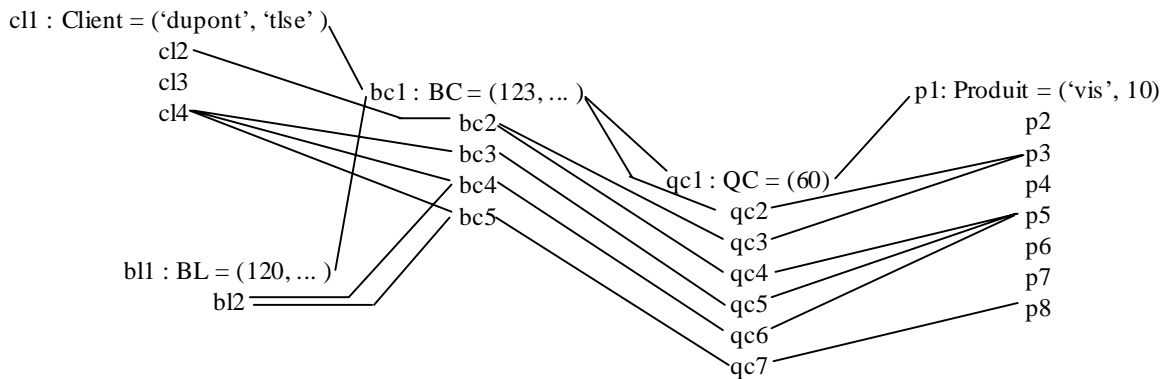 cl1 : Client = (‘dupont’, ‘tlse’ )
cl2
cl3
cl4
bc1 : BC = (123, ... )
bc2
bc3
bc4
bc5
bl1 : BL = (120, ... )
bl2
qc1 : QC = (60)
qc2
qc3
qc4
qc5
qc6
qc7
p1: Produit = (‘vis’, 10)
p2
p3
p4
p5
p6
p7
p8